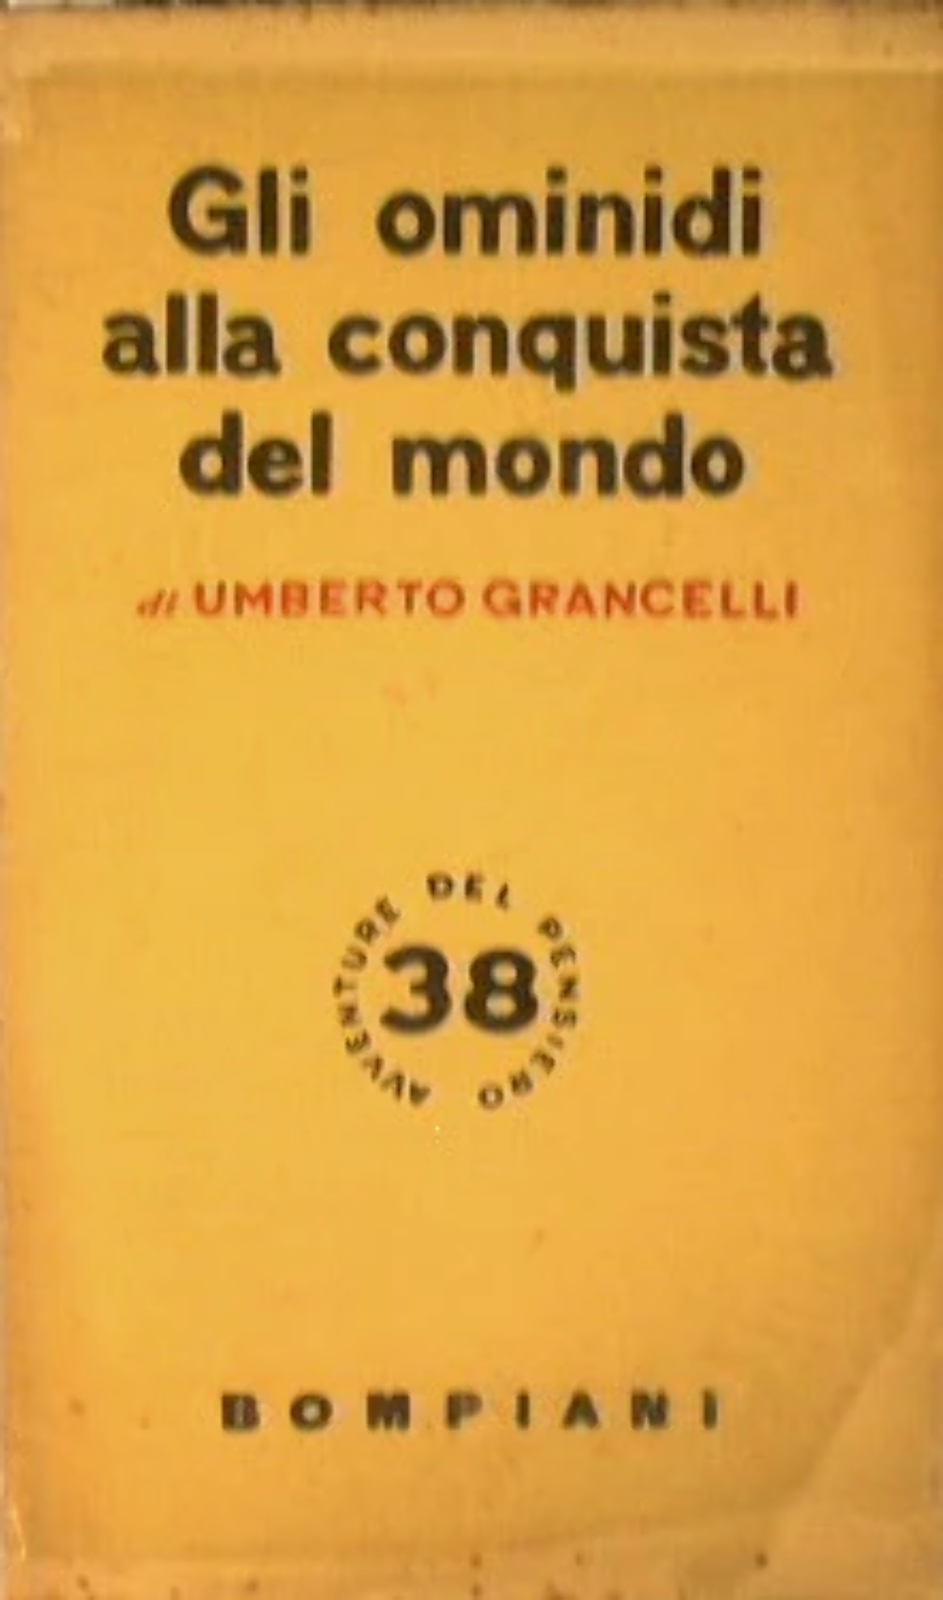 Gli ominidi
alla conquista
del mondo
di UMBERTO GRANCELLI
AVVENTURE DEL PENSIERO
38
BOMPIANI